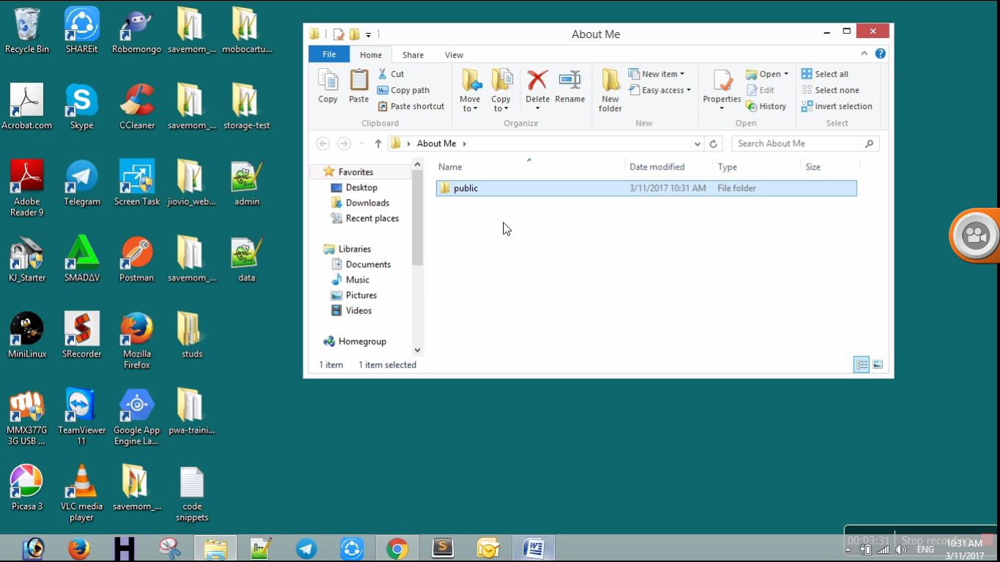 Recycle Bin
SHAREit
Robomongo
savemom_...
mobocartu...
Acrobat.com
Skype
CCleaner
savemom_...
storage-test
Adobe
Reader 9
Telegram
Screen Task
jiovio_web...
admin
KJ_Starter
SMADΔV
Postman
savemom_...
data
MiniLinux
SRecorder
Mozilla
Firefox
studs
MMX377G
3G USB ...
TeamViewer
11
Google App
Engine La...
pwa-traini...
Picasa 3
VLC media
player
savemom_...
code
snippets
About Me
File
Home
Share
View
Copy
Paste
Cut
Copy path
Paste shortcut
Clipboard
Move
to
Copy
to
Delete
Rename
Organize
New
folder
New item
Easy access
New
Properties
Open
Edit
History
Open
Select all
Select none
Invert selection
Select
About Me
Search About Me
Favorites
Desktop
Downloads
Recent places
Libraries
Documents
Music
Pictures
Videos
Homegroup
Name
Date modified
Type
Size
public
3/11/2017 10:31 AM
File folder
1 item
1 item selected
00:03:31
Stop recording
ENG
10:31 AM
3/11/2017